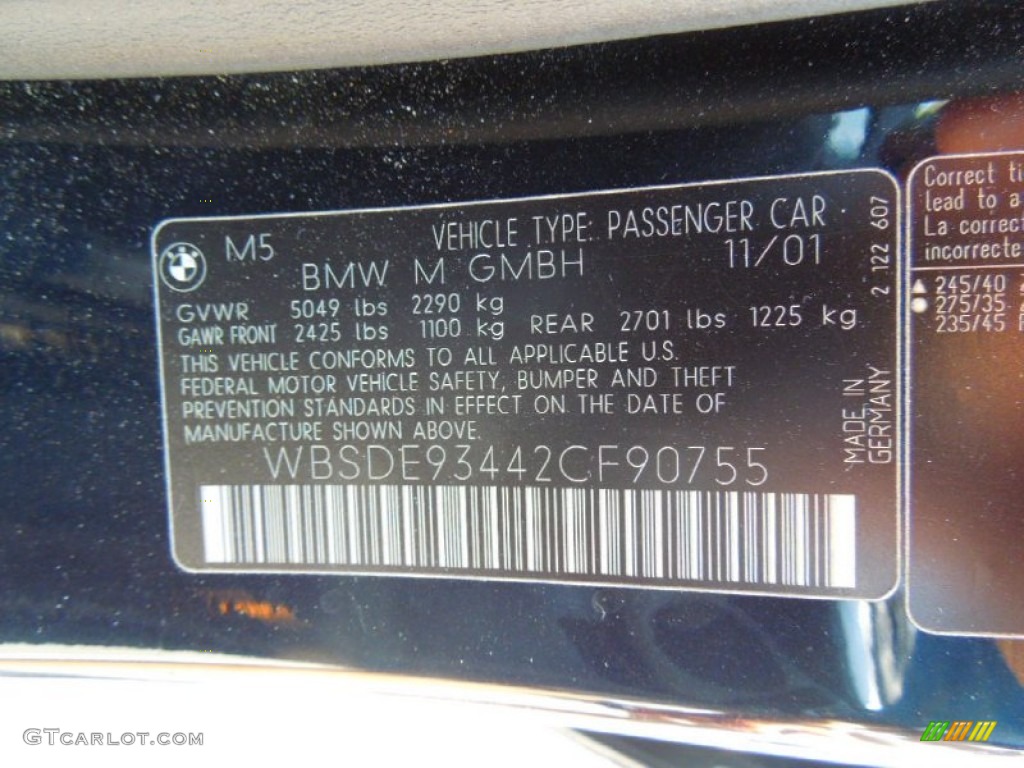 M5
VEHICLE TYPE: PASSENGER CAR
BMW M GMBH 11/01
GVWR 5049 lbs 2290 kg
GAWR FRONT 2425 lbs 1100 kg REAR 2701 lbs 1225 kg
THIS VEHICLE CONFORMS TO ALL APPLICABLE U.S.
FEDERAL MOTOR VEHICLE SAFETY, BUMPER AND THEFT
PREVENTION STANDARDS IN EFFECT ON THE DATE OF
MANUFACTURE SHOWN ABOVE.
WBSDE93442CF90755
2 122 607
MADE IN
GERMANY
Correct
lead to a
La
incorrecte
245/40
275/35
235/45
GTCARLOT.COM